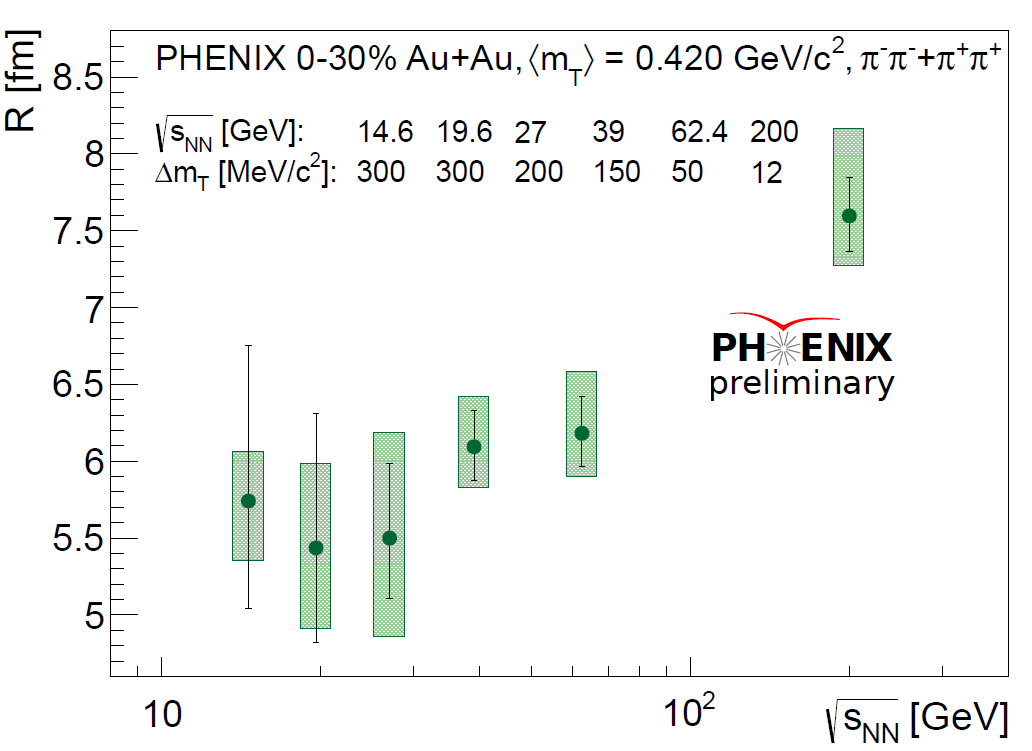 PHENIX 0-30% Au+Au, ⟨m_T⟩ = 0.420 GeV/c², π⁻π⁻+π⁺π⁺
√s_NN [GeV]: 14.6 19.6 27 39 62.4 200
Δm_T [MeV/c²]: 300 300 200 150 50 12
R [fm]
8.5
8
7.5
7
6.5
6
5.5
5
PHENIX
preliminary
10 10²
√s_NN [GeV]